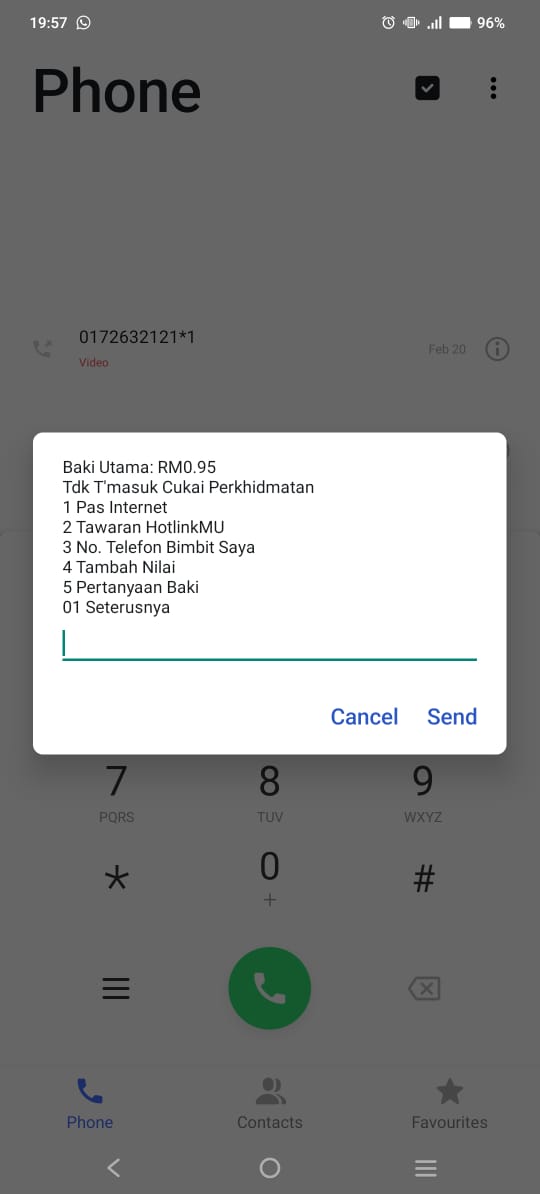 19:57
96%
Phone
0172632121*1
Video
Feb 20
Baki Utama: RM0.95
Tdk T'masuk Cukai Perkhidmatan
1 Pas Internet
2 Tawaran HotlinkMU
3 No. Telefon Bimbit Saya
4 Tambah Nilai
5 Pertanyaan Baki
01 Seterusnya
Cancel
Send
7
8
9
PQRS
TUV
WXYZ
*
0
#
+
Phone
Contacts
Favourites